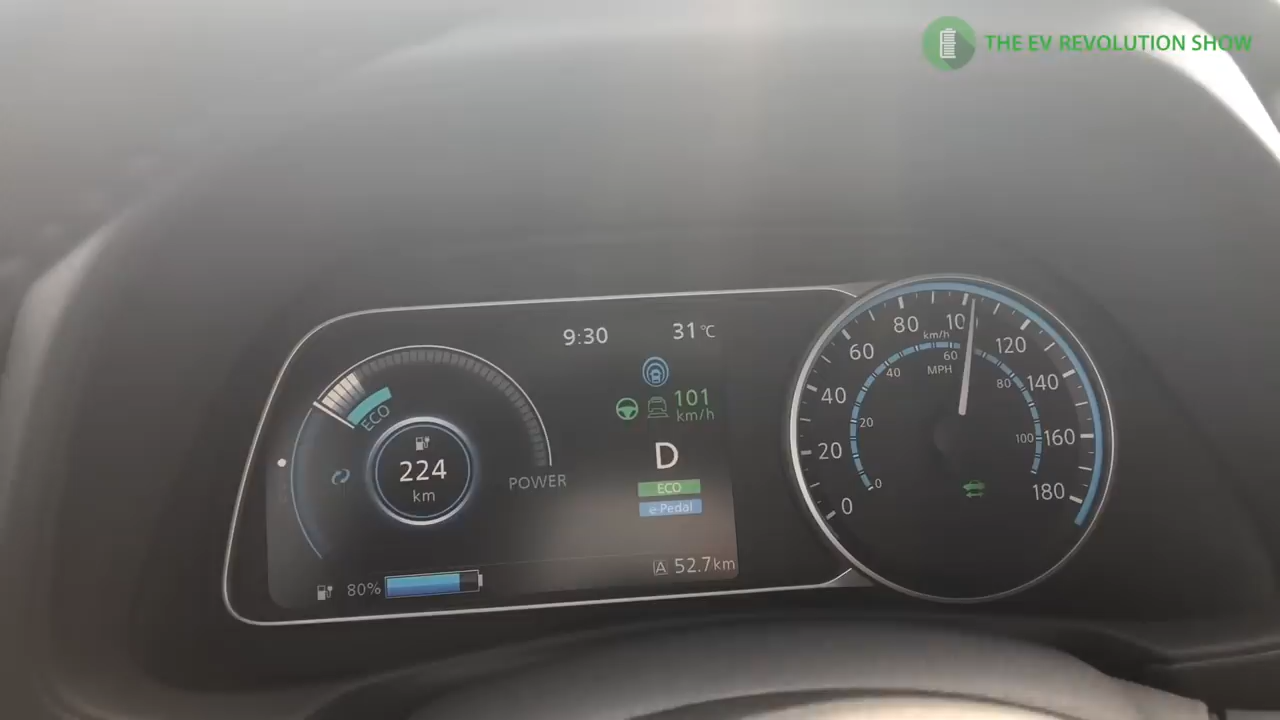 THE EV REVOLUTION SHOW
9:30
31°C
101
km/h
ECO
224
km
POWER
D
ECO
e-Pedal
80%
A 52.7km
0
20
40
60
80
10
120
140
160
180
km/h
MPH
0
20
40
60
80
100